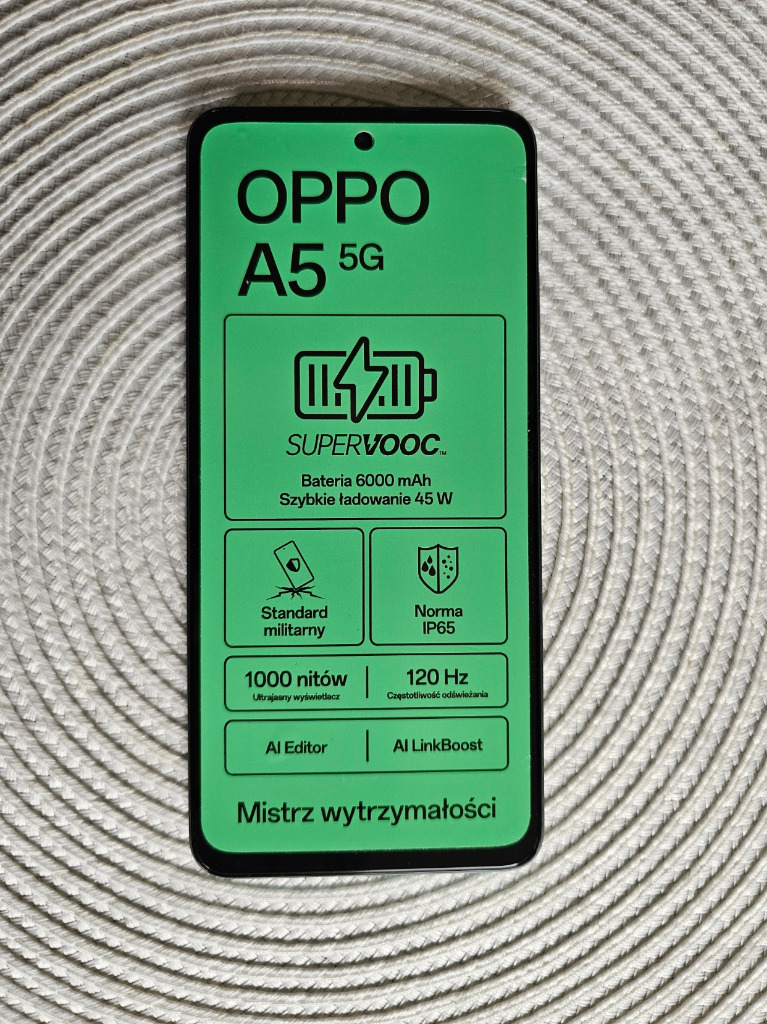 OPPO
A5 5G
SUPERVOOC™
Bateria 6000 mAh
Szybkie ładowanie 45 W
Standard
militarny
Norma
IP65
1000 nitów
Ultrajasny wyświetlacz
120 Hz
Częstotliwość odświeżania
AI Editor
AI LinkBoost
Mistrz wytrzymałości